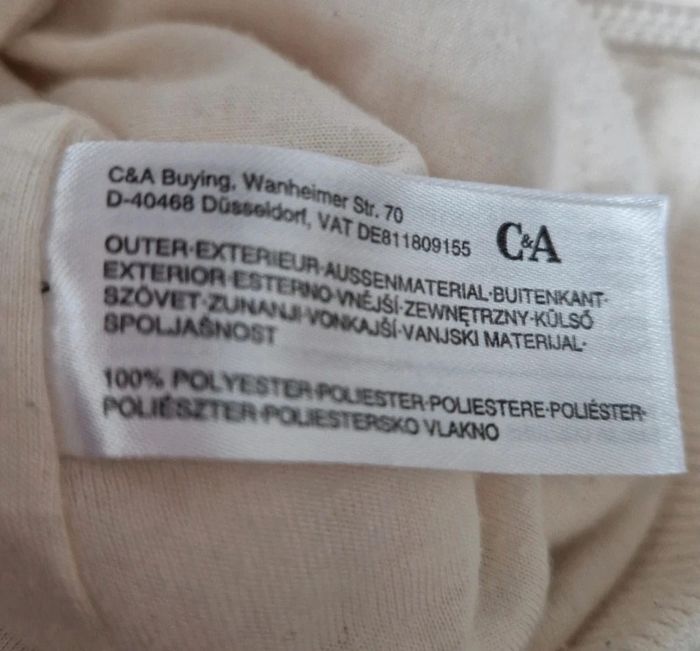 C&A Buying, Wanheimer Str. 70
D-40468 Düsseldorf, VAT DE811809155
C&A
OUTER·EXTERIEUR·AUSSENMATERIAL·BUITENKANT·
EXTERIOR·ESTERNO·VNĚJŠÍ·ZEWNĘTRZNY·KÜLSŐ
SZÖVET·ZUNANJI·VONKAJŠÍ·VANJSKI MATERIJAL·
SPOLJAŠNOST
100% POLYESTER·POLIESTER·POLIESTERE·POLIÉSTER·
POLIÉSZTER·POLIESTERSKO VLAKNO